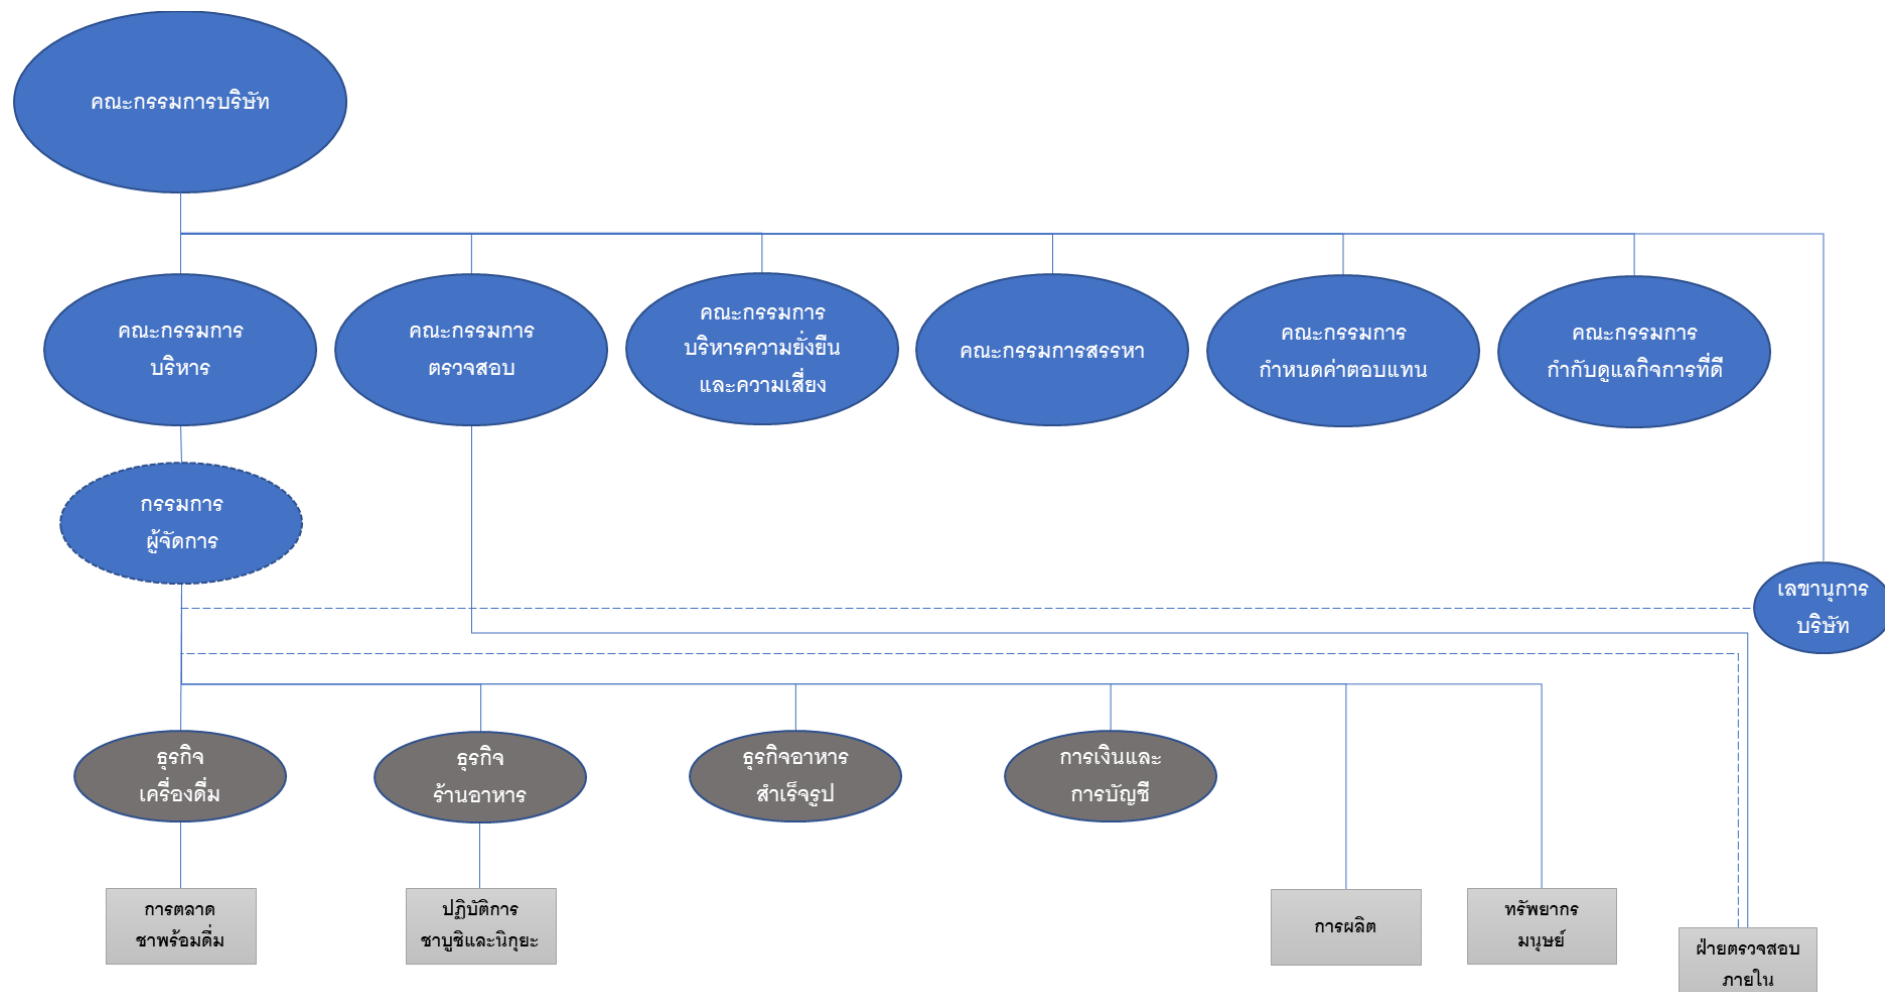 คณะกรรมการบริษัท
คณะกรรมการ
บริหาร
คณะกรรมการ
ตรวจสอบ
คณะกรรมการ
บริหารความยั่งยืน
และความเสี่ยง
คณะกรรมการสรรหา
คณะกรรมการ
กำหนดค่าตอบแทน
คณะกรรมการ
กำกับดูแลกิจการที่ดี
กรรมการ
ผู้จัดการ
เลขานุการ
บริษัท
ธุรกิจ
เครื่องดื่ม
ธุรกิจ
ร้านอาหาร
ธุรกิจอาหาร
สำเร็จรูป
การเงินและ
การบัญชี
การตลาด
ชาพร้อมดื่ม
ปฏิบัติการ
ชาบูชิและนิกุยะ
การผลิต
ทรัพยากร
มนุษย์
ฝ่ายตรวจสอบ
ภายใน